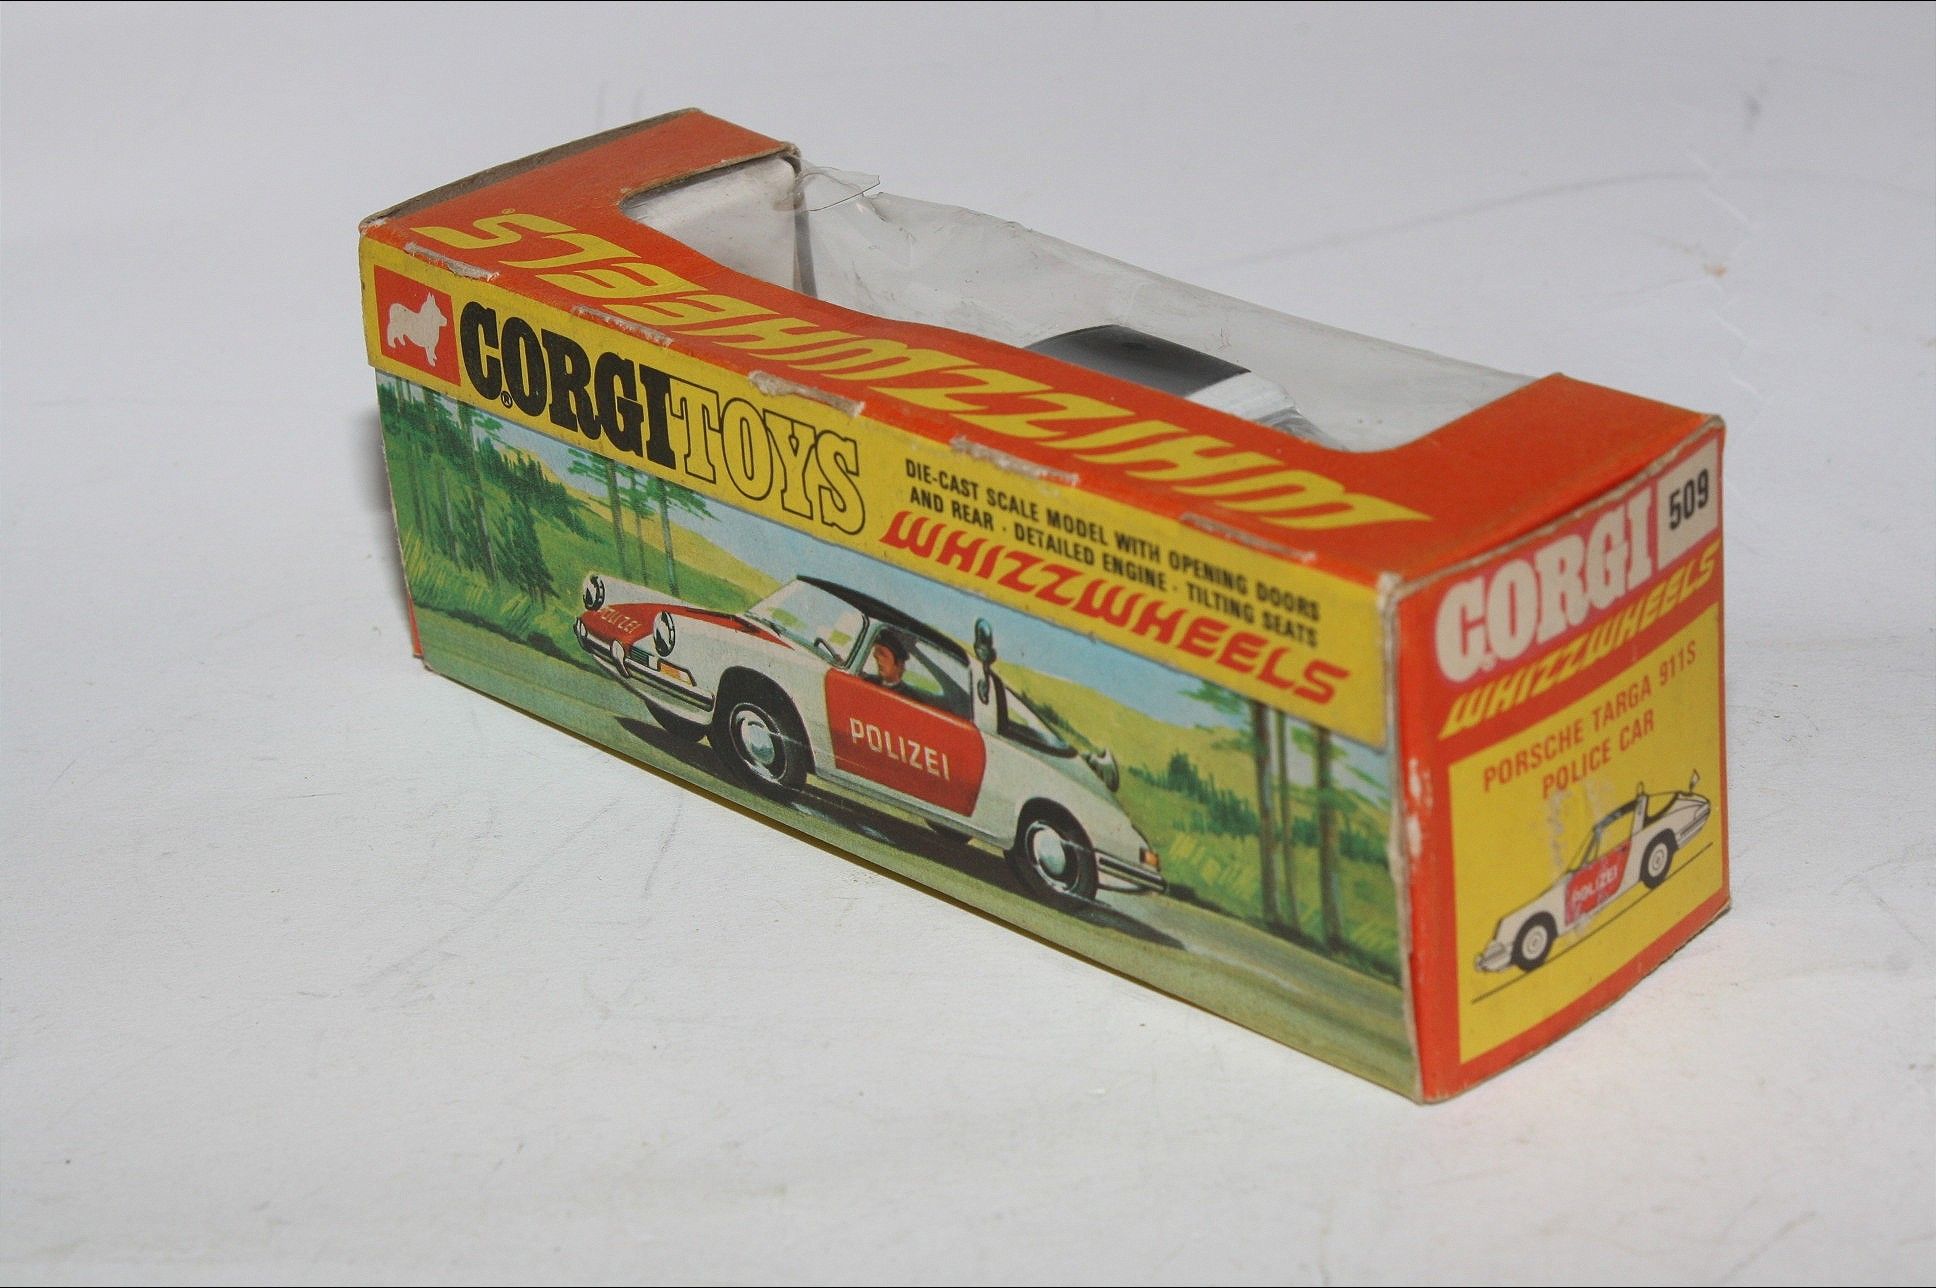 WHIZZWHEELS
CORGI TOYS
®
DIE-CAST SCALE MODEL WITH OPENING DOORS
AND REAR · DETAILED ENGINE · TILTING SEATS
WHIZZWHEELS
POLIZEI
POLIZEI
CORGI
509
WHIZZWHEELS
PORSCHE TARGA 911S
POLICE CAR
POLIZEI